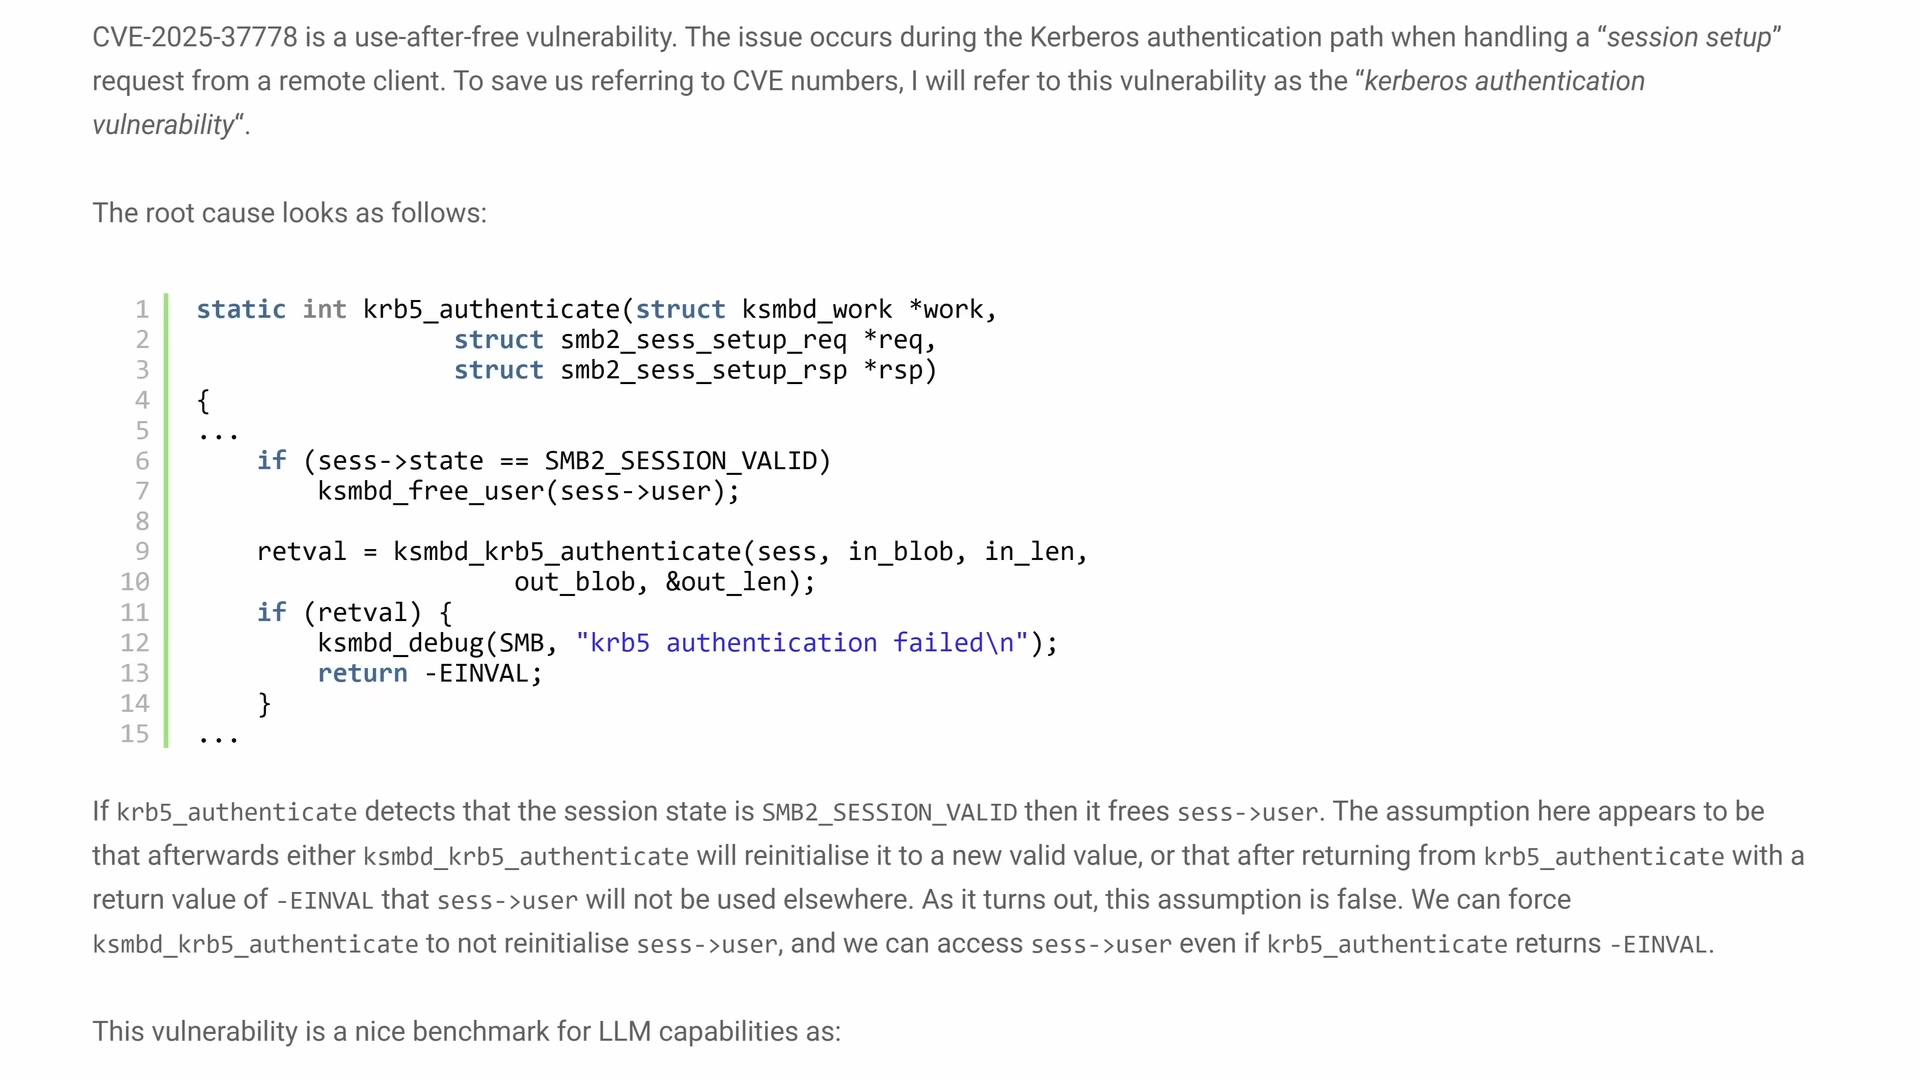 CVE-2025-37778 is a use-after-free vulnerability. The issue occurs during the Kerberos authentication path when handling a “session setup”
request from a remote client. To save us referring to CVE numbers, I will refer to this vulnerability as the “kerberos authentication
vulnerability“.
The root cause looks as follows:
1 static int krb5_authenticate(struct ksmbd_work *work,
2                  struct smb2_sess_setup_req *req,
3                  struct smb2_sess_setup_rsp *rsp)
4 {
5 ...
6     if (sess->state == SMB2_SESSION_VALID)
7         ksmbd_free_user(sess->user);
8
9     retval = ksmbd_krb5_authenticate(sess, in_blob, in_len,
10                      out_blob, &out_len);
11     if (retval) {
12         ksmbd_debug(SMB, "krb5 authentication failed\n");
13         return -EINVAL;
14     }
15 ...
If krb5_authenticate detects that the session state is SMB2_SESSION_VALID then it frees sess->user. The assumption here appears to be
that afterwards either ksmbd_krb5_authenticate will reinitialise it to a new valid value, or that after returning from krb5_authenticate with a
return value of -EINVAL that sess->user will not be used elsewhere. As it turns out, this assumption is false. We can force
ksmbd_krb5_authenticate to not reinitialise sess->user, and we can access sess->user even if krb5_authenticate returns -EINVAL.
This vulnerability is a nice benchmark for LLM capabilities as: